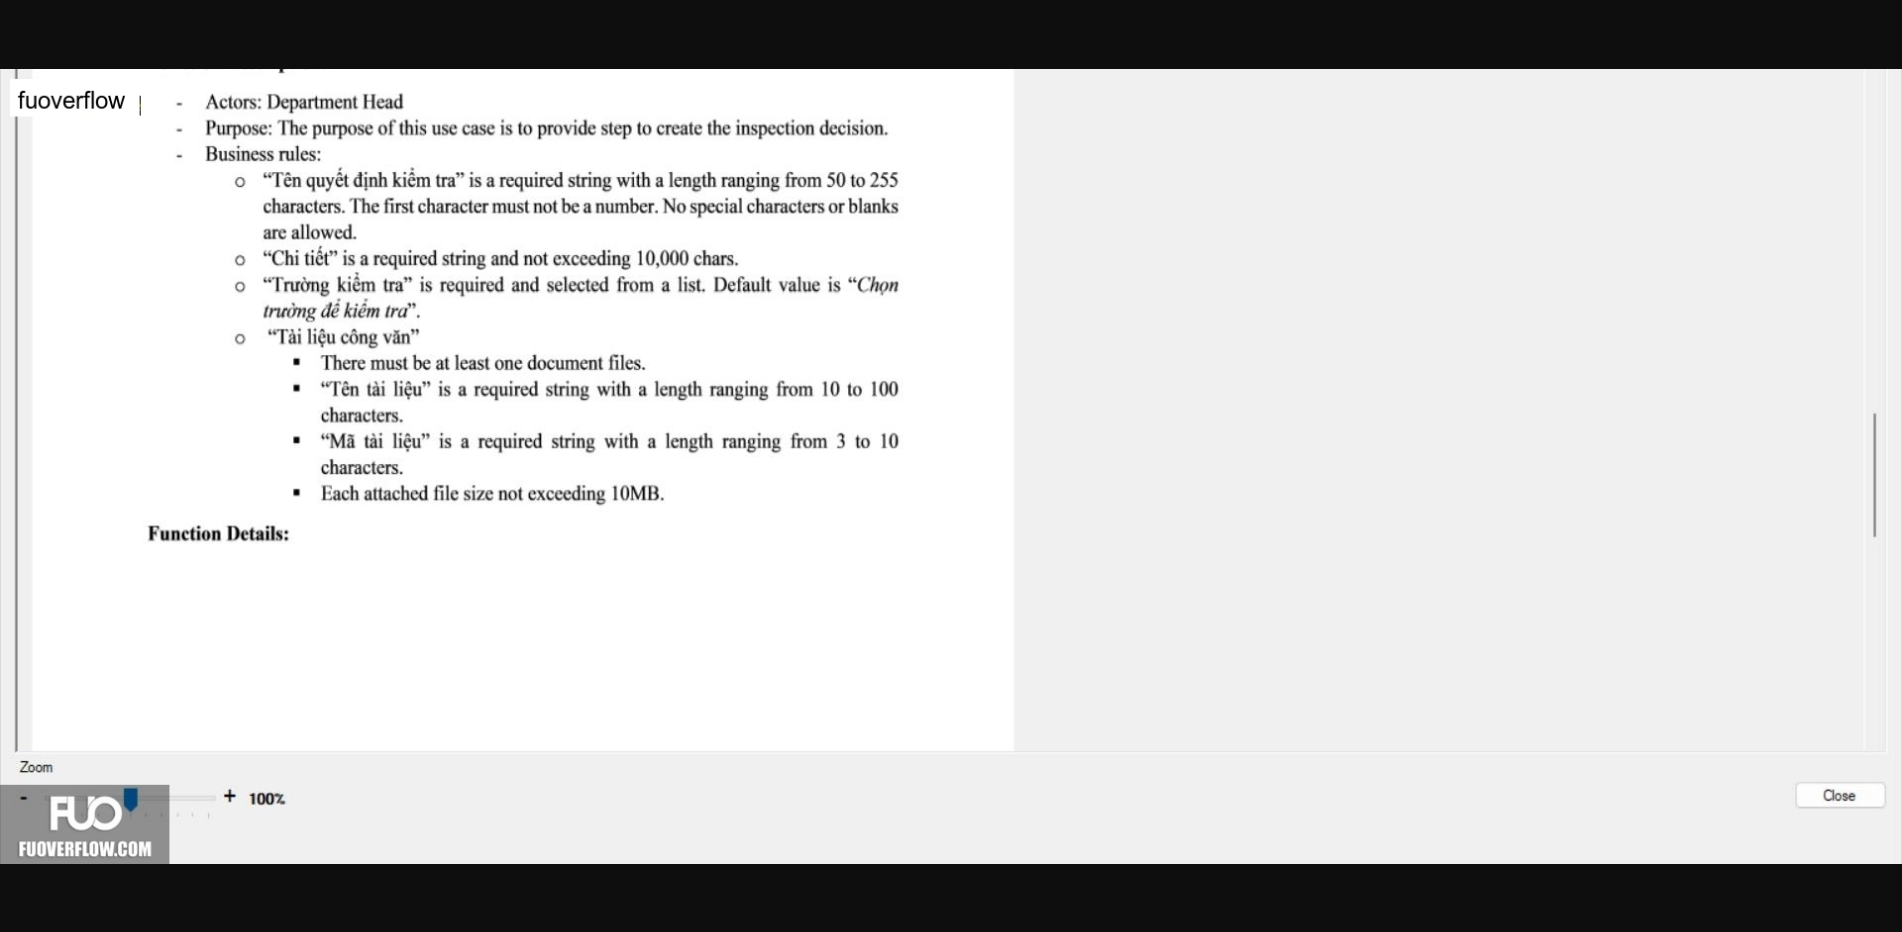 fuoverflow
- Actors: Department Head
- Purpose: The purpose of this use case is to provide step to create the inspection decision.
- Business rules:
o “Tên quyết định kiểm tra” is a required string with a length ranging from 50 to 255
characters. The first character must not be a number. No special characters or blanks
are allowed.
o “Chi tiết” is a required string and not exceeding 10,000 chars.
o “Trường kiểm tra” is required and selected from a list. Default value is “Chọn
trường để kiểm tra”.
o “Tài liệu công văn”
▪ There must be at least one document files.
▪ “Tên tài liệu” is a required string with a length ranging from 10 to 100
characters.
▪ “Mã tài liệu” is a required string with a length ranging from 3 to 10
characters.
▪ Each attached file size not exceeding 10MB.
Function Details:
Zoom
- + 100%
Close
FUO
FUOVERFLOW.COM